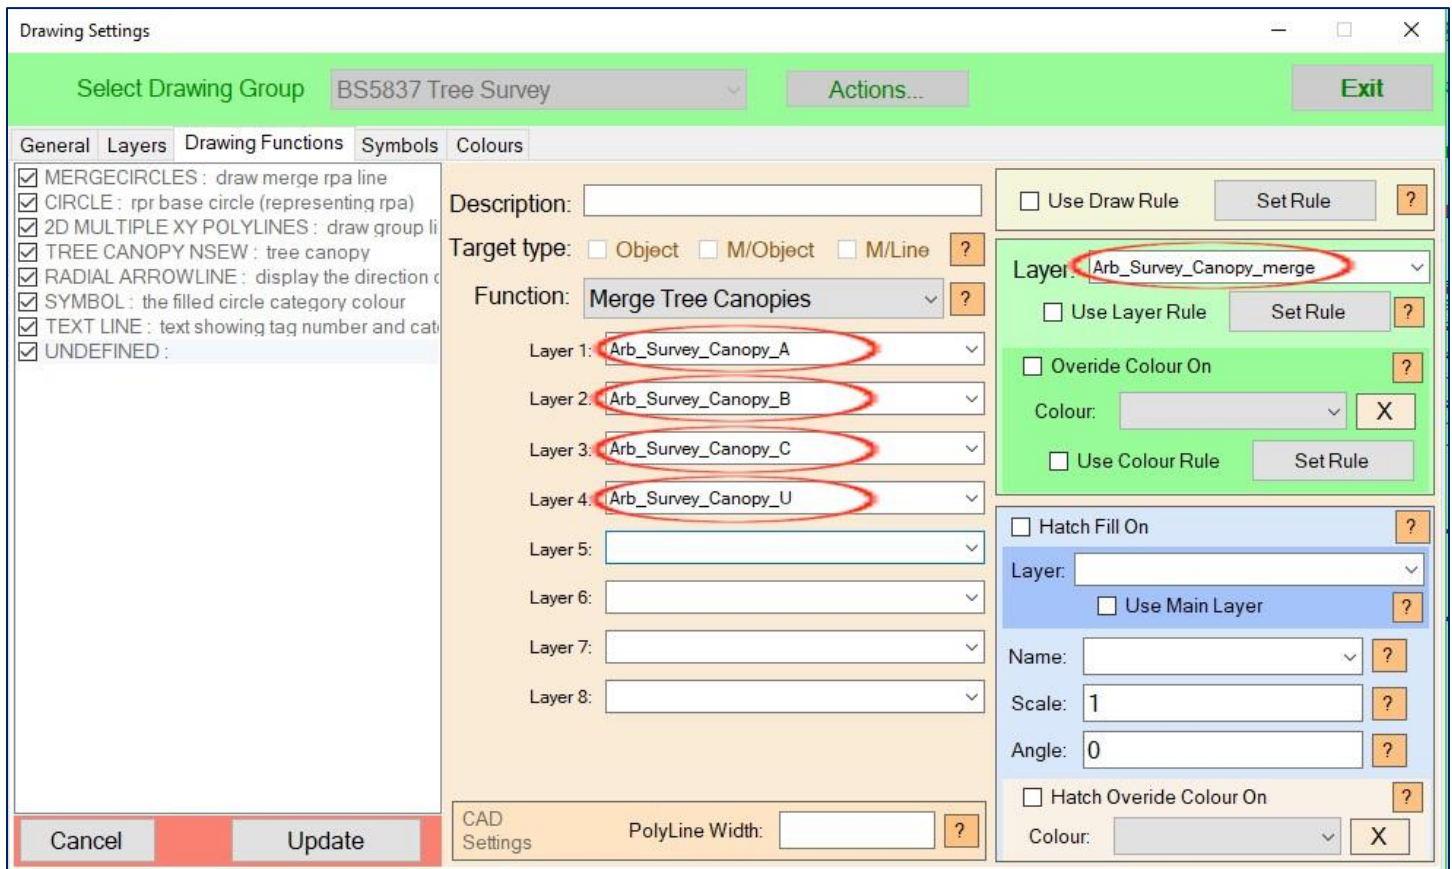 Drawing Settings
Select Drawing Group BS5837 Tree Survey Actions... Exit
General Layers Drawing Functions Symbols Colours
MERGECIRCLES : draw merge rpa line
CIRCLE : rpr base circle (representing rpa)
2D MULTIPLE XY POLYLINES : draw group li
TREE CANOPY NSEW : tree canopy
RADIAL ARROWLINE : display the direction
SYMBOL : the filled circle category colour
TEXT LINE : text showing tag number and cat
UNDEFINED :
Cancel Update
Description:
Target type: Object M/Object M/Line ?
Function: Merge Tree Canopies ?
Layer 1: Arb_Survey_Canopy_A
Layer 2: Arb_Survey_Canopy_B
Layer 3: Arb_Survey_Canopy_C
Layer 4: Arb_Survey_Canopy_U
Layer 5:
Layer 6:
Layer 7:
Layer 8:
CAD
Settings
PolyLine Width: ?
Use Draw Rule Set Rule ?
Layer: Arb_Survey_Canopy_merge
Use Layer Rule Set Rule ?
Overide Colour On ?
Colour: X
Use Colour Rule Set Rule
Hatch Fill On ?
Layer:
Use Main Layer ?
Name: ?
Scale: 1 ?
Angle: 0 ?
Hatch Overide Colour On ?
Colour: X